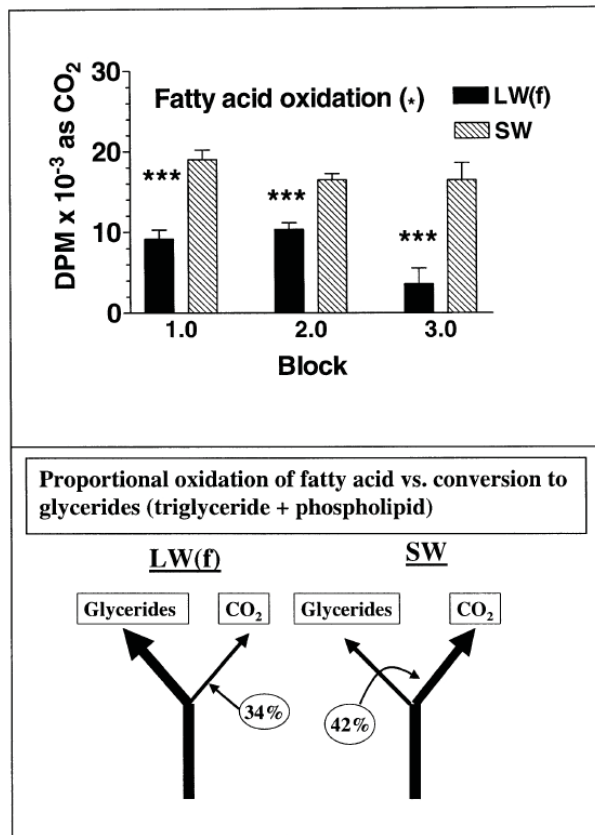 30
20
10
0
DPM x 10⁻³ as CO₂
Fatty acid oxidation (*)
LW(f)
SW
***
***
***
1.0 2.0 3.0
Block
Proportional oxidation of fatty acid vs. conversion to
glycerides (triglyceride + phospholipid)
LW(f) SW
Glycerides CO₂ Glycerides CO₂
34% 42%